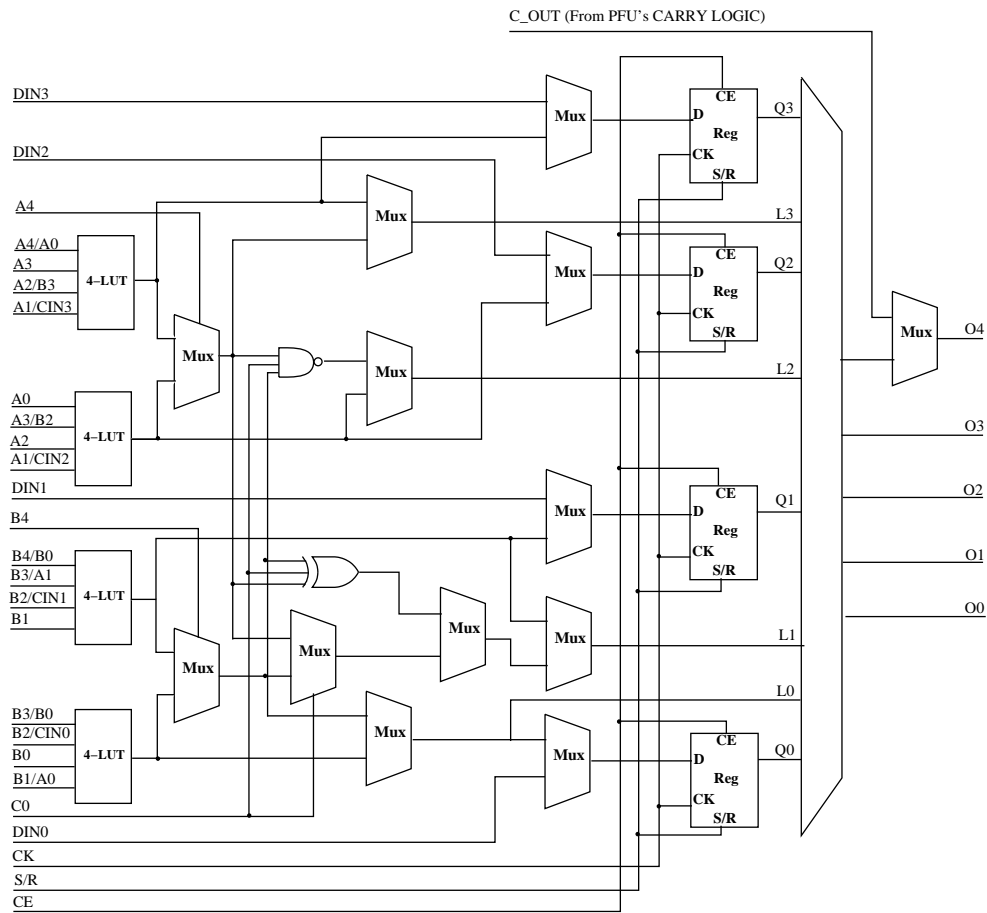 C_OUT (From PFU's CARRY LOGIC)
DIN3
Mux
CE
D
Reg
CK
S/R
Q3
DIN2
A4
Mux
L3
A4/A0
A3
A2/B3
A1/CIN3
4-LUT
Mux
CE
D
Reg
CK
S/R
Q2
Mux
Mux
O4
Mux
L2
A0
A3/B2
A2
A1/CIN2
4-LUT
O3
DIN1
Mux
CE
D
Reg
CK
S/R
Q1
O2
B4
B4/B0
B3/A1
B2/CIN1
B1
4-LUT
O1
Mux
Mux
Mux
Mux
L1
O0
L0
B3/B0
B2/CIN0
B0
B1/A0
4-LUT
Mux
Mux
CE
D
Reg
CK
S/R
Q0
C0
DIN0
CK
S/R
CE